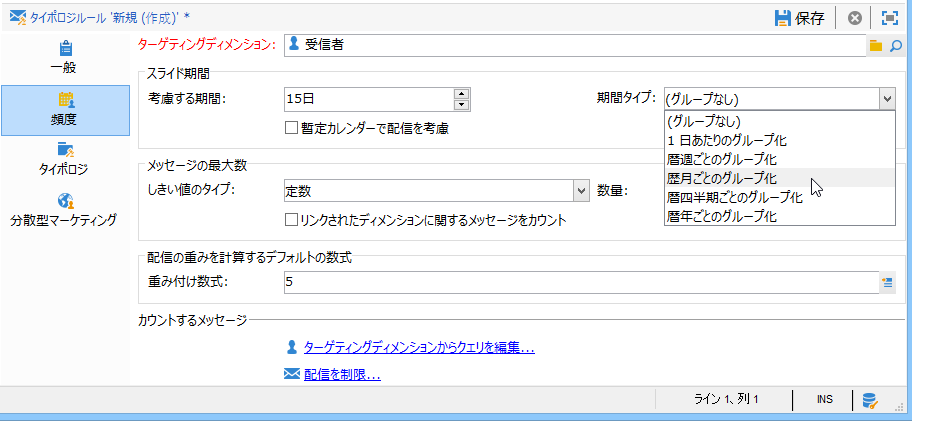 タイポロジルール '新規 (作成)' *
保存
一般
頻度
タイポロジ
分散型マーケティング
ターゲティングディメンション:
受信者
スライド期間
考慮する期間:
15日
期間タイプ:
(グループなし)
暫定カレンダーで配信を考慮
(グループなし)
1 日あたりのグループ化
暦週ごとのグループ化
歴月ごとのグループ化
暦四半期ごとのグループ化
暦年ごとのグループ化
メッセージの最大数
しきい値のタイプ:
定数
数量:
リンクされたディメンションに関するメッセージをカウント
配信の重みを計算するデフォルトの数式
重み付け数式:
5
カウントするメッセージ
ターゲティングディメンションからクエリを編集...
配信を制限...
ライン 1、列 1
INS